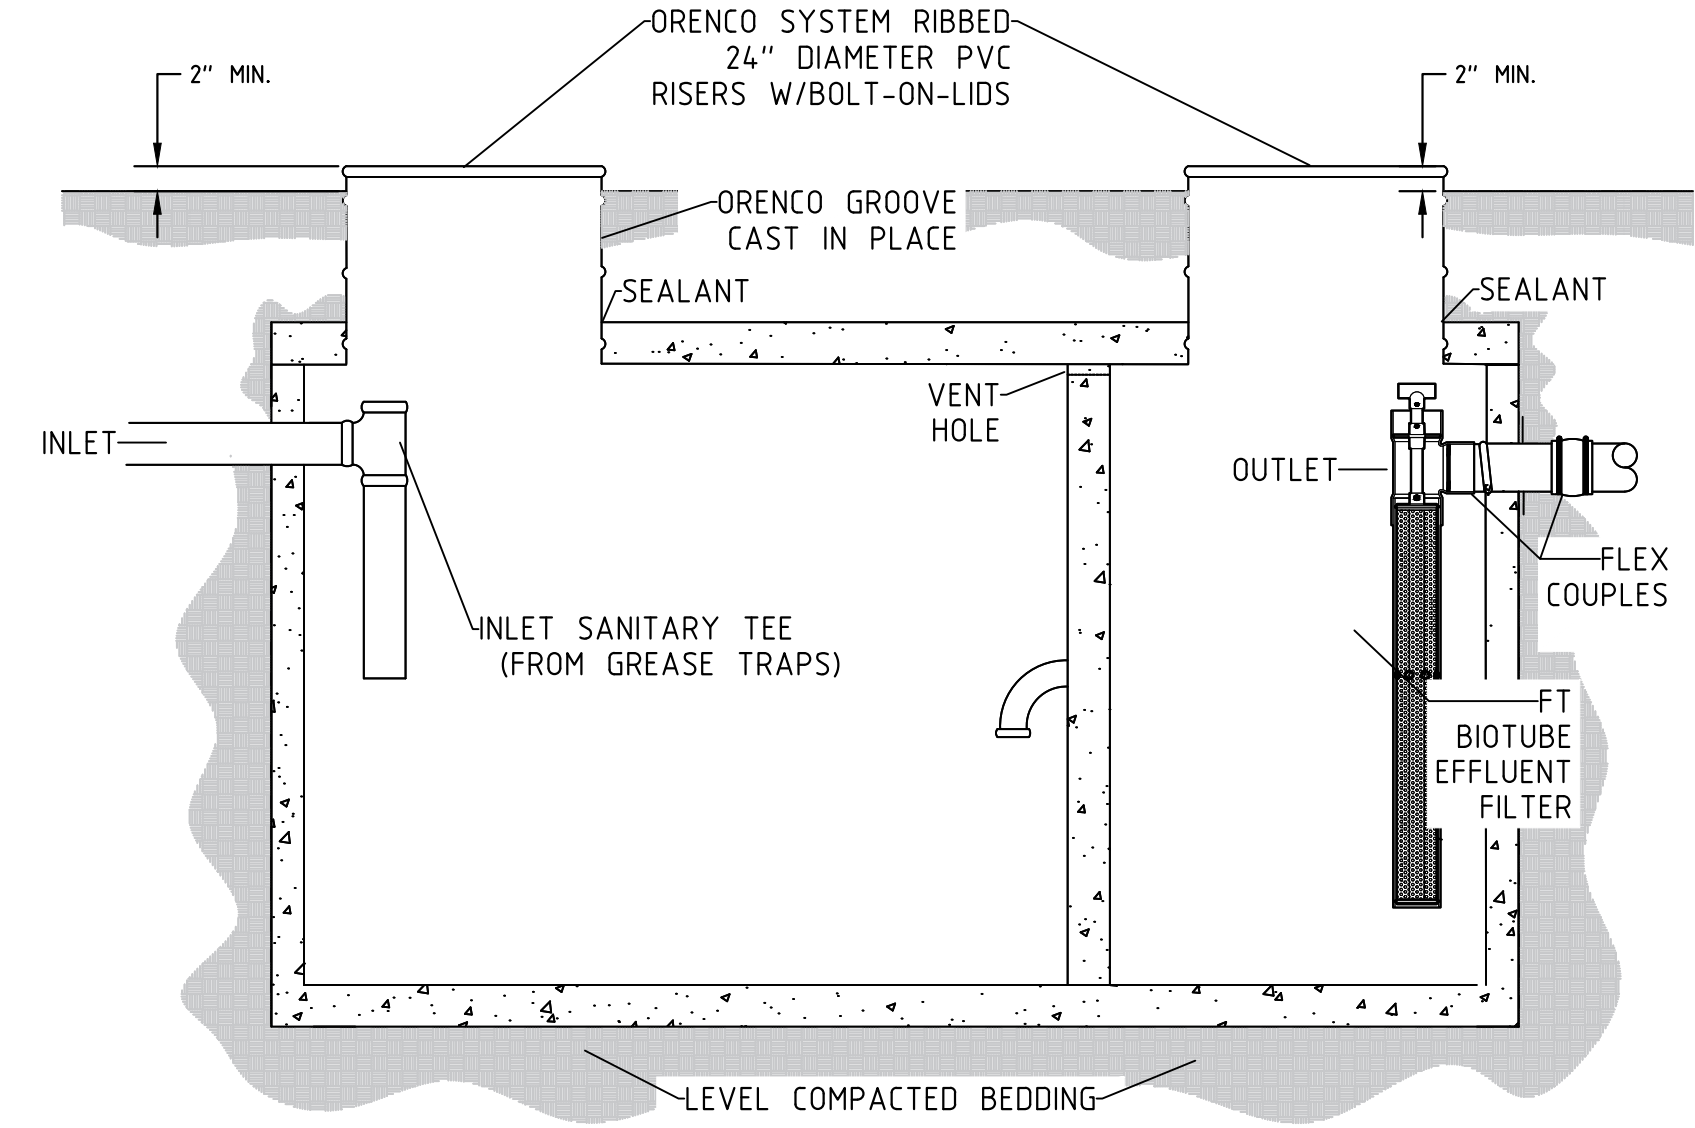 ORENCO SYSTEM RIBBED
24" DIAMETER PVC
RISERS W/BOLT-ON-LIDS
2" MIN.
2" MIN.
ORENCO GROOVE
CAST IN PLACE
SEALANT
SEALANT
VENT
HOLE
INLET
OUTLET
FLEX
COUPLES
INLET SANITARY TEE
(FROM GREASE TRAPS)
FT
BIOTUBE
EFFLUENT
FILTER
LEVEL COMPACTED BEDDING